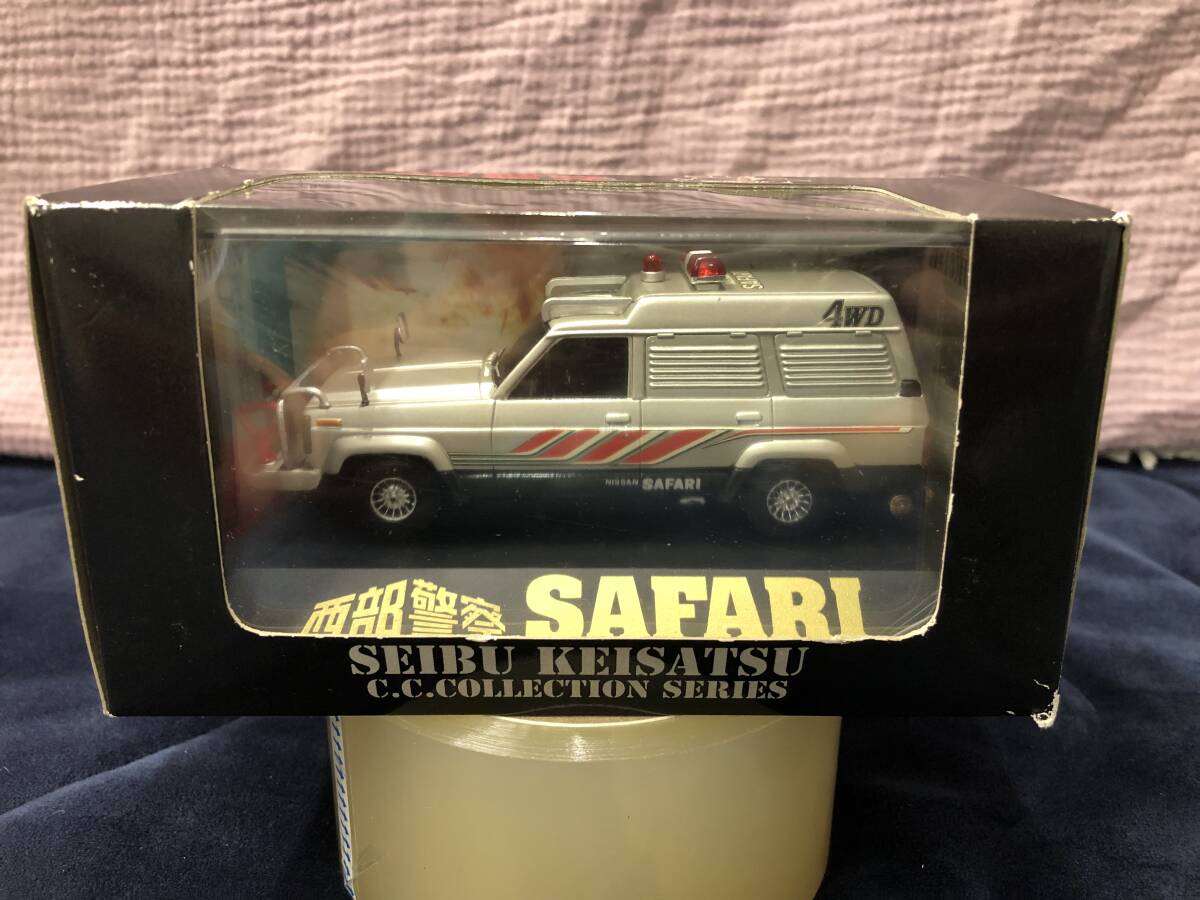 4WD
NISSAN SAFARI
西部警察 SAFARI
SEIBU KEISATSU
C.C.COLLECTION SERIES